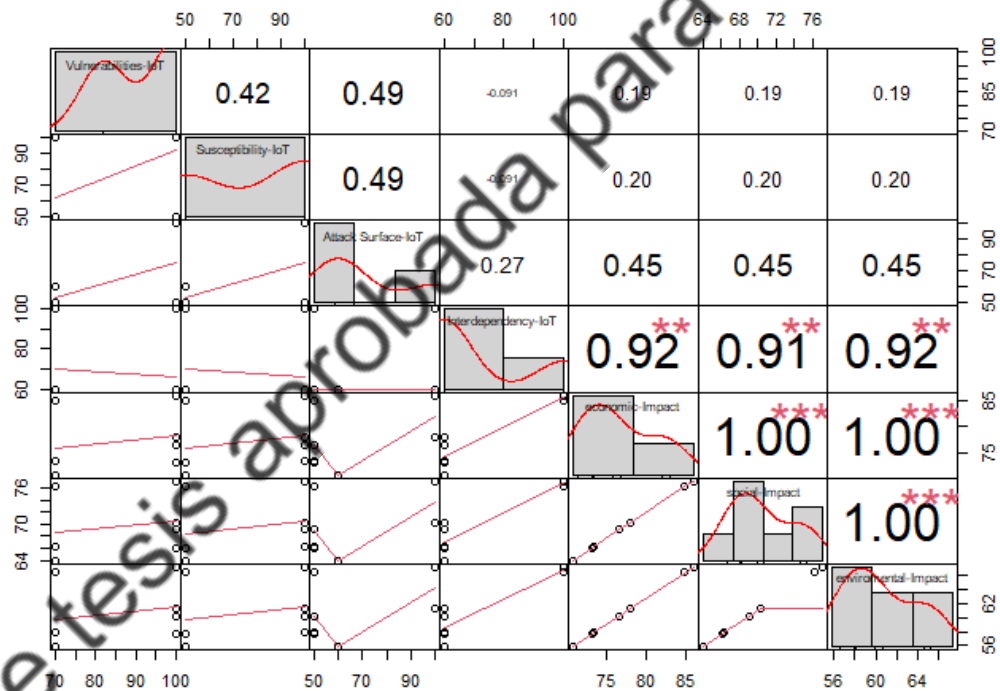 50 70 90 60 80 100 64 68 72 76
Vulnerabilities-IoT 0.42 0.49 -0.091 0.19 0.19 0.19 70 85 100
50 70 90 Susceptibility-IoT 0.49 -0.091 0.20 0.20 0.20
Attack Surface-IoT 0.27 0.45 0.45 0.45 50 70 90
60 80 100 Interdependency-IoT 0.92** 0.91** 0.92**
economic-Impact 1.00*** 1.00*** 75 85
64 70 76 social-Impact 1.00***
enviromental-Impact 56 62
70 80 90 100 50 70 90 75 80 85 56 60 64
e tesis aprobada para